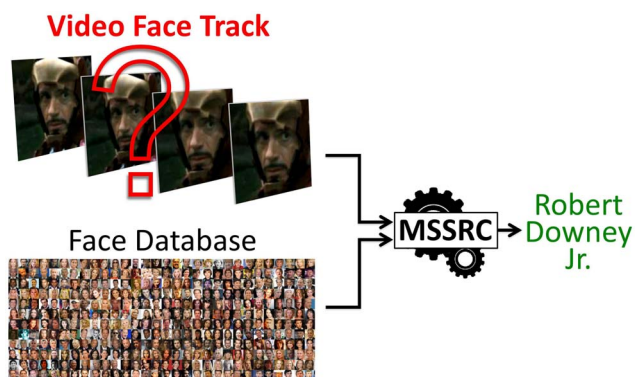 Video Face Track
?
Face Database
MSSRC
Robert
Downey
Jr.